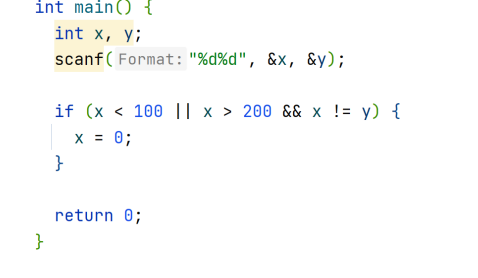 int main() {
int x, y;
scanf( Format: "%d%d", &x, &y);
if (x < 100 || x > 200 && x != y) {
x = 0;
}
return 0;
}